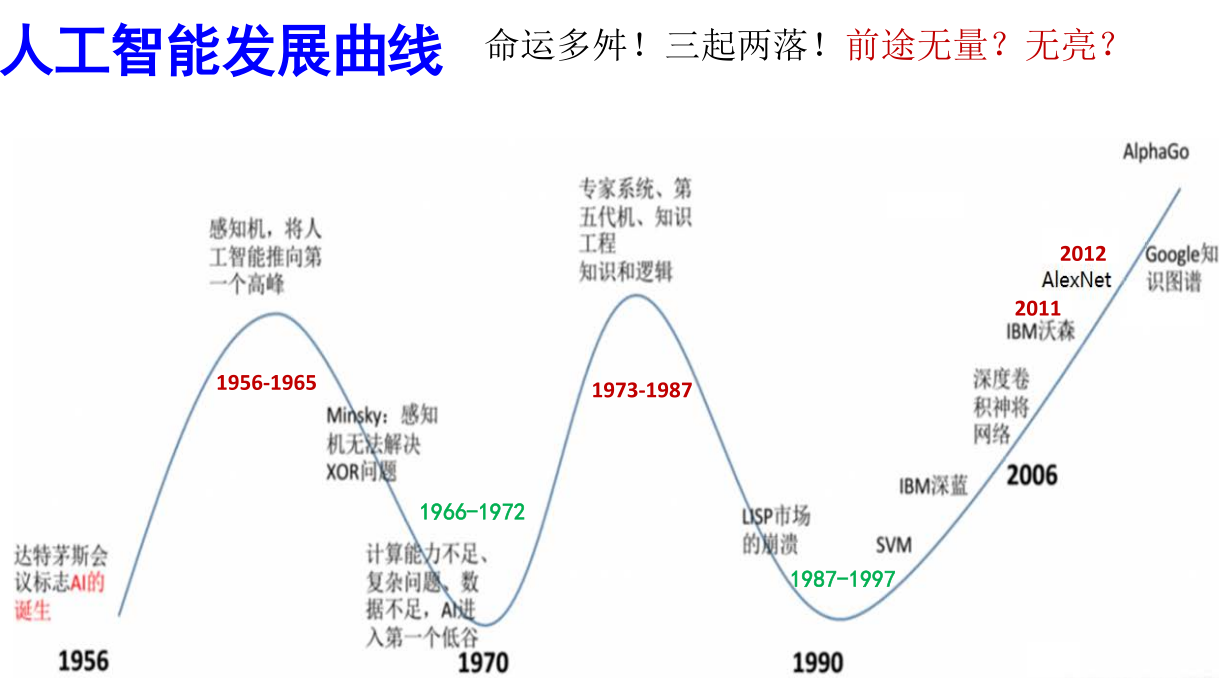 人工智能发展曲线
命运多舛！三起两落！前途无量？无亮？
AlphaGo
专家系统、第
五代机、知识
工程
知识和逻辑
感知机，将人
工智能推向第
一个高峰
2012
AlexNet
Google知
识图谱
2011
IBM沃森
1956-1965
1973-1987
深度卷
积神将
网络
Minsky：感知
机无法解决
XOR问题
2006
IBM深蓝
1966-1972
LISP市场
的崩溃
SVM
达特茅斯会
议标志AI的
诞生
计算能力不足、
复杂问题、数
据不足，AI进
入第一个低谷
1987-1997
1956
1970
1990